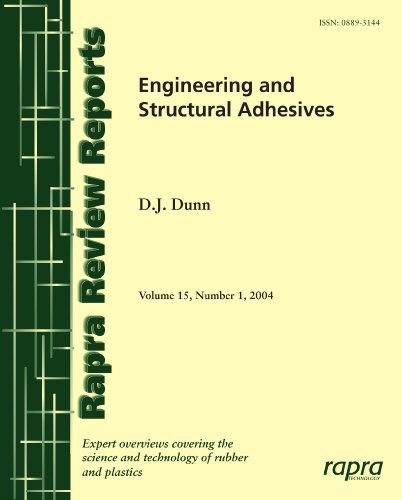 ISSN: 0889-3144
Rapra Review Reports
Engineering and
Structural Adhesives
D.J. Dunn
Volume 15, Number 1, 2004
Expert overviews covering the
science and technology of rubber
and plastics
rapra
TECHNOLOGY